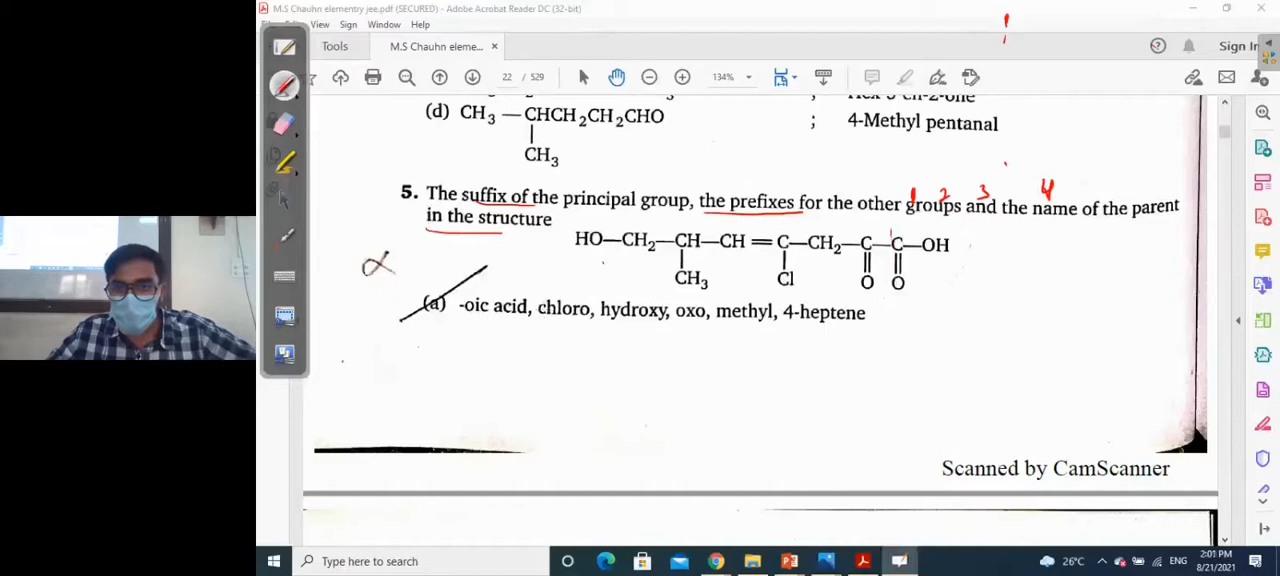 M.S Chauhn elementry jee.pdf (SECURED) - Adobe Acrobat Reader DC (32-bit)
View Sign Window Help
Tools M.S Chauhn eleme... × Sign In
22 / 529 134%
(d) CH3 —CHCH2CH2CHO ; 4-Methyl pentanal
CH3
5. The suffix of the principal group, the prefixes for the other groups and the name of the parent
1 2 3 4
in the structure
HO—CH2—CH—CH=C—CH2—C—C—OH
CH3 Cl O O
α
(a) -oic acid, chloro, hydroxy, oxo, methyl, 4-heptene
Scanned by CamScanner
Type here to search
26°C ENG 2:01 PM
8/21/2021